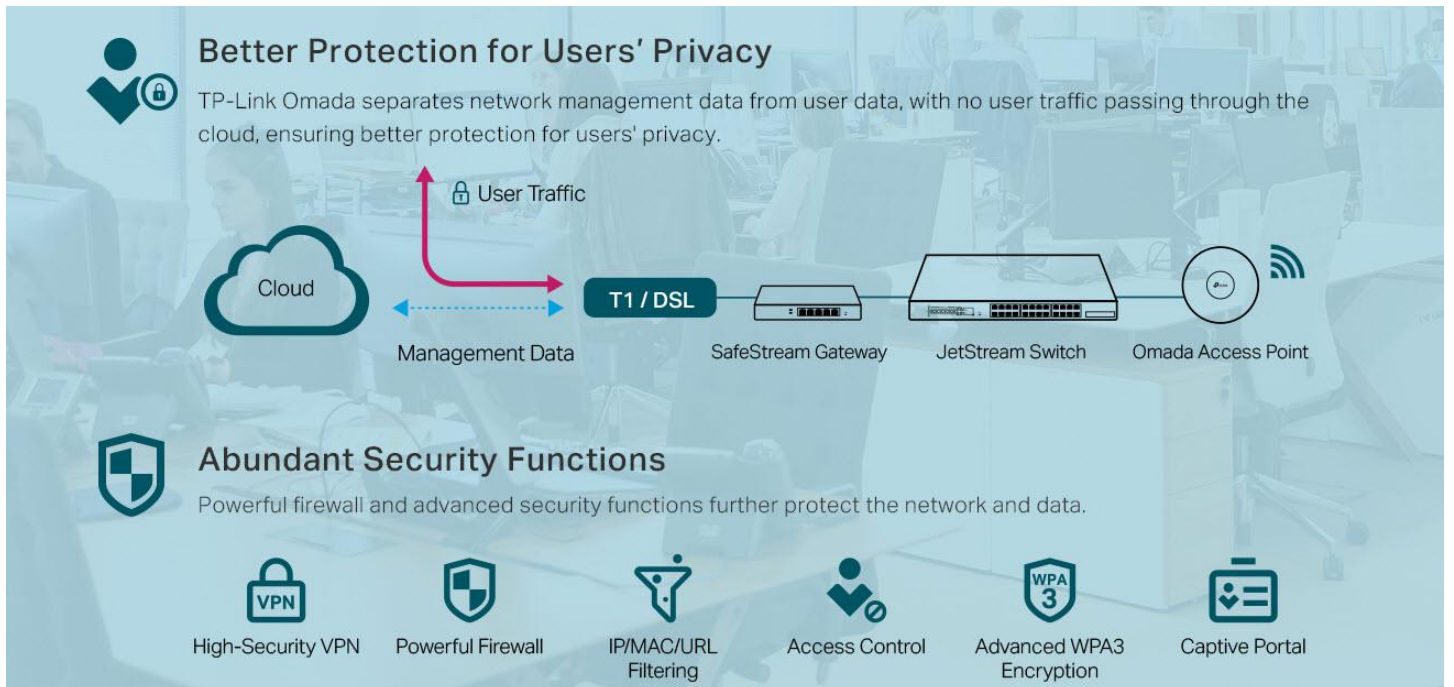 Better Protection for Users' Privacy
TP-Link Omada separates network management data from user data, with no user traffic passing through the
cloud, ensuring better protection for users' privacy.
User Traffic
Cloud
T1 / DSL
Management Data
SafeStream Gateway
JetStream Switch
Omada Access Point
Abundant Security Functions
Powerful firewall and advanced security functions further protect the network and data.
VPN
High-Security VPN
Powerful Firewall
IP/MAC/URL
Filtering
Access Control
WPA
3
Advanced WPA3
Encryption
Captive Portal